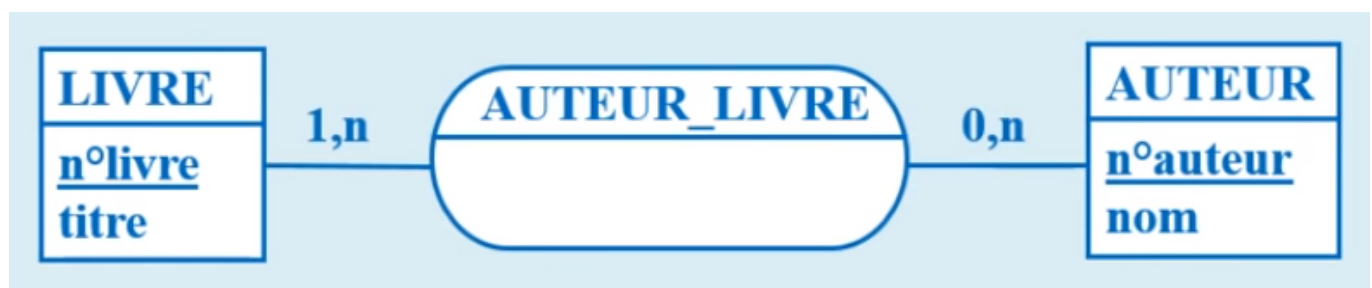 LIVRE
n°livre
titre
1,n
AUTEUR_LIVRE
0,n
AUTEUR
n°auteur
nom